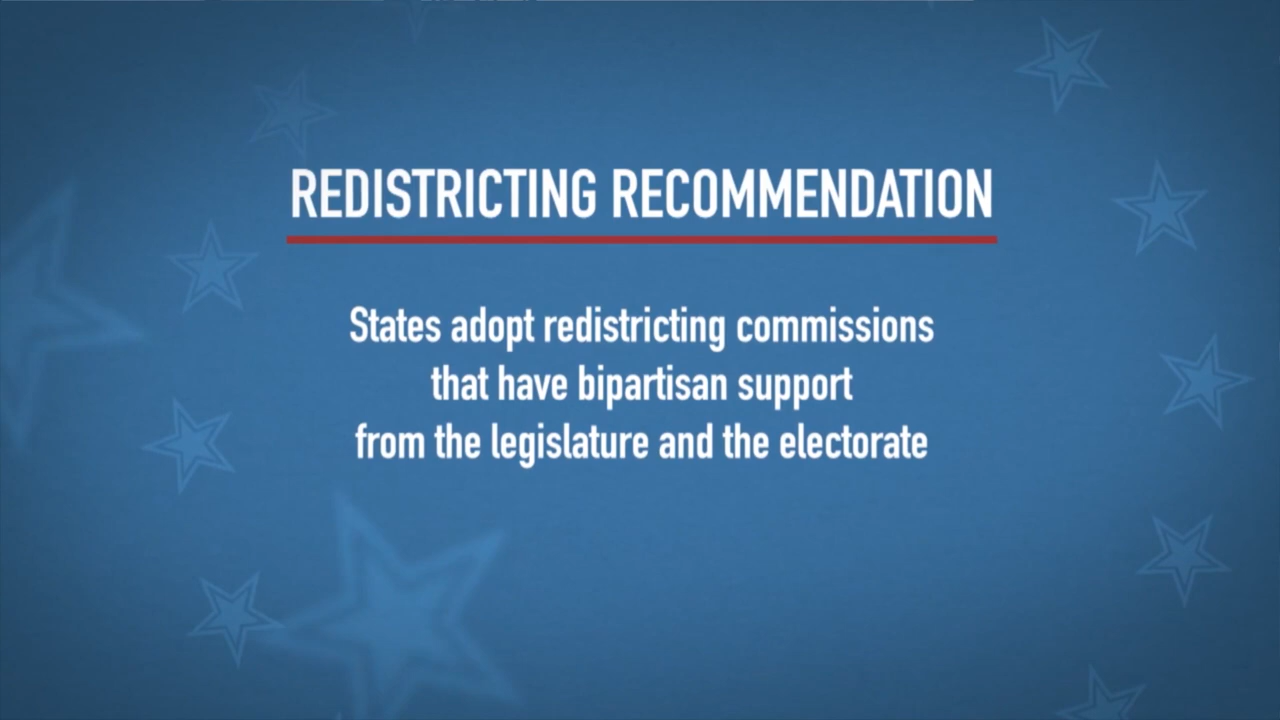 REDISTRICTING RECOMMENDATION
States adopt redistricting commissions
that have bipartisan support
from the legislature and the electorate